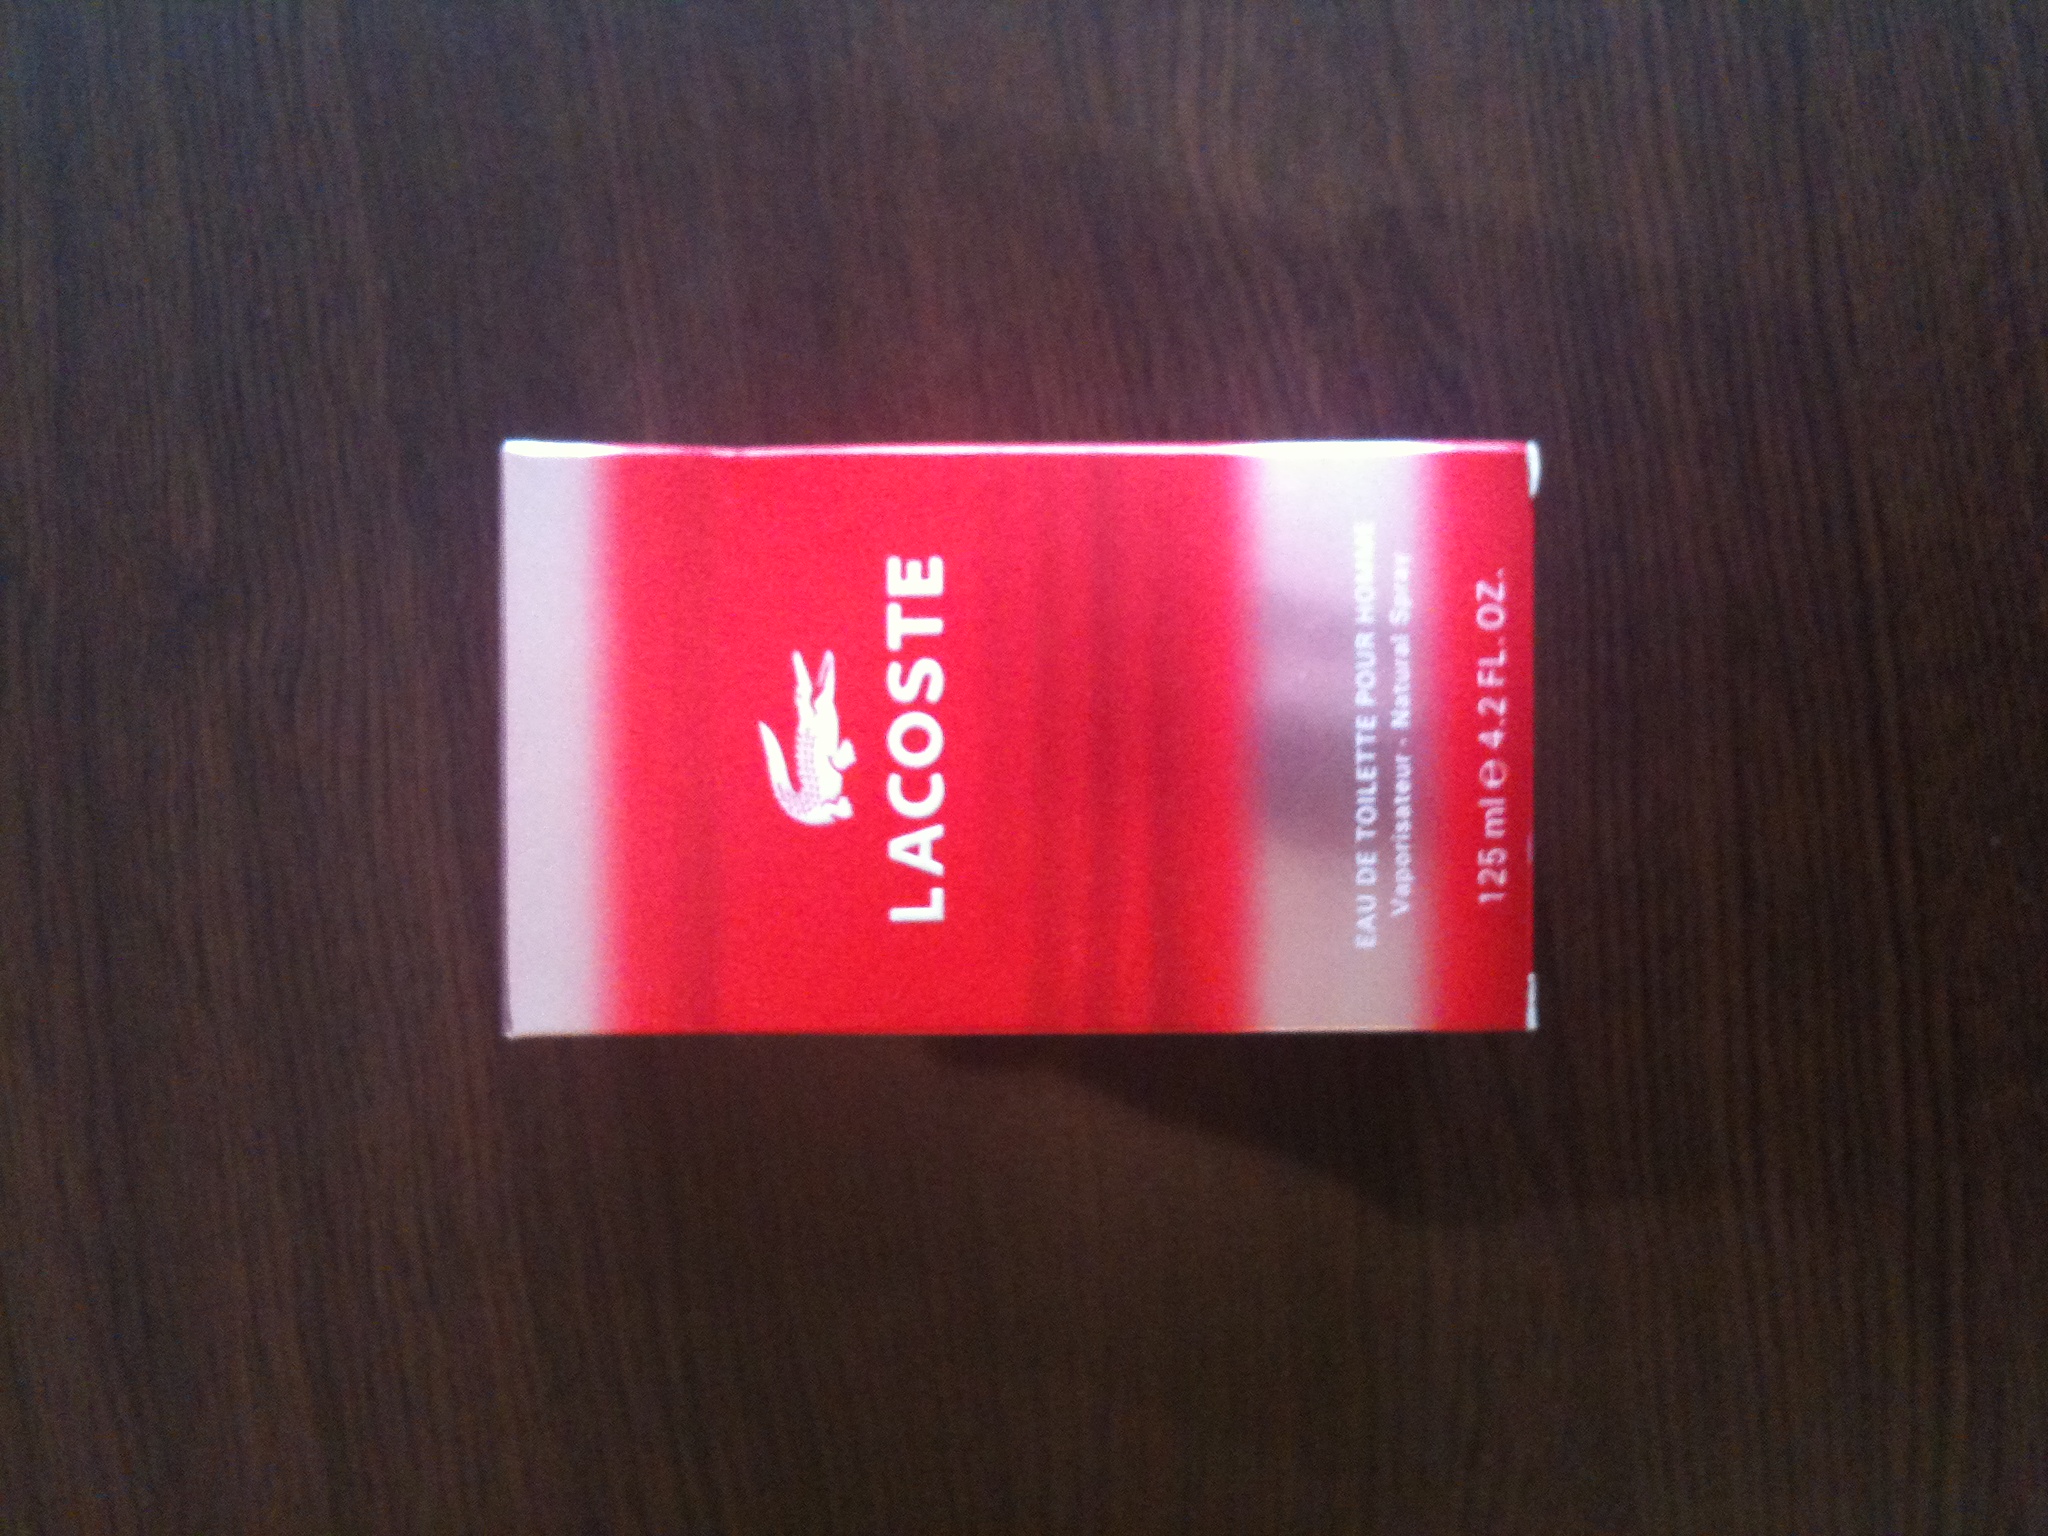 LACOSTE
EAU DE TOILETTE POUR HOMME
Vaporisateur - Natural Spray
125 ml ℮ 4.2 FL. OZ.